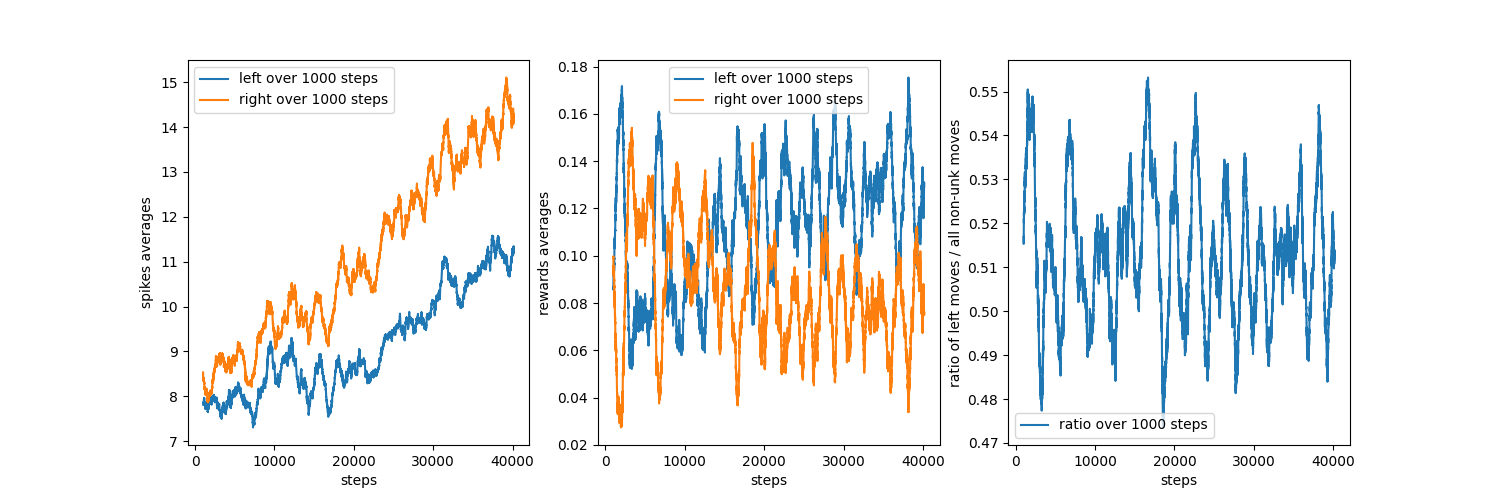 left over 1000 steps
right over 1000 steps
spikes averages
15
14
13
12
11
10
9
8
7
0 10000 20000 30000 40000
steps
left over 1000 steps
right over 1000 steps
rewards averages
0.18
0.16
0.14
0.12
0.10
0.08
0.06
0.04
0.02
0 10000 20000 30000 40000
steps
ratio of left moves / all non-unk moves
0.55
0.54
0.53
0.52
0.51
0.50
0.49
0.48
0.47
ratio over 1000 steps
0 10000 20000 30000 40000
steps